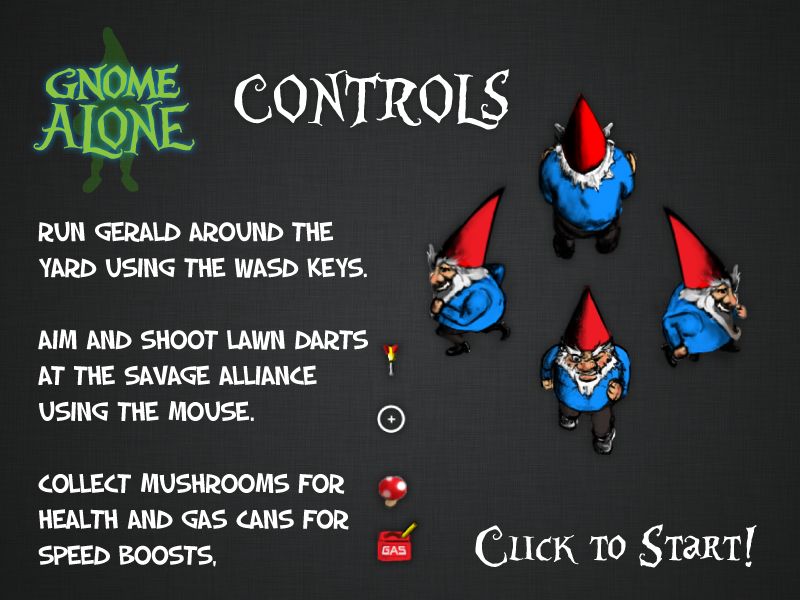 GNOME
ALONE
CONTROLS
RUN GERALD AROUND THE
YARD USING THE WASD KEYS.
AIM AND SHOOT LAWN DARTS
AT THE SAVAGE ALLIANCE
USING THE MOUSE.
COLLECT MUSHROOMS FOR
HEALTH AND GAS CANS FOR
SPEED BOOSTS,
GAS
Click to Start!